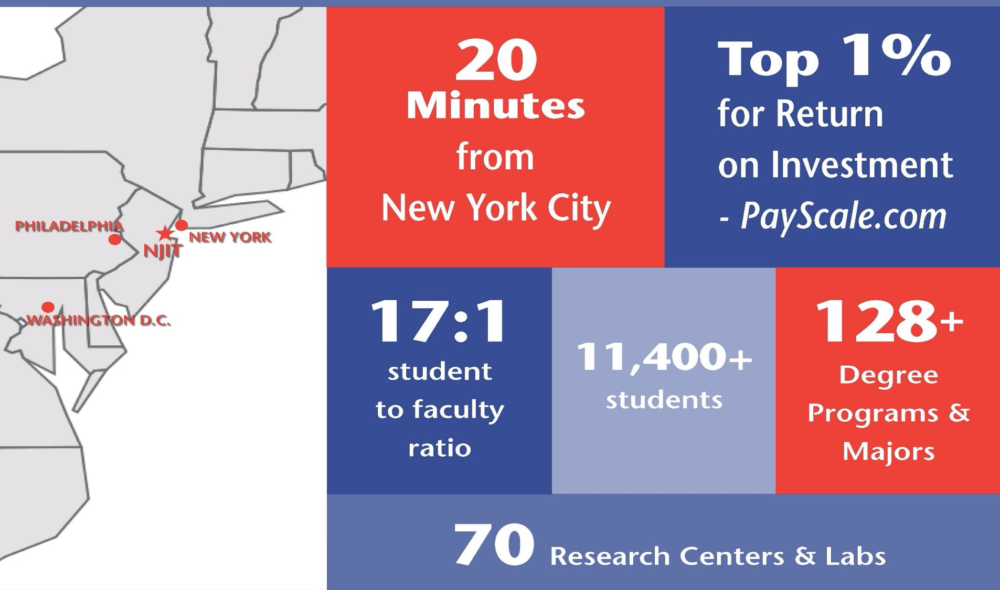 PHILADELPHIA
NEW YORK
NJIT
WASHINGTON D.C.
20
Minutes
from
New York City
Top 1%
for Return
on Investment
- PayScale.com
17:1
student
to faculty
ratio
11,400+
students
128+
Degree
Programs &
Majors
70 Research Centers & Labs